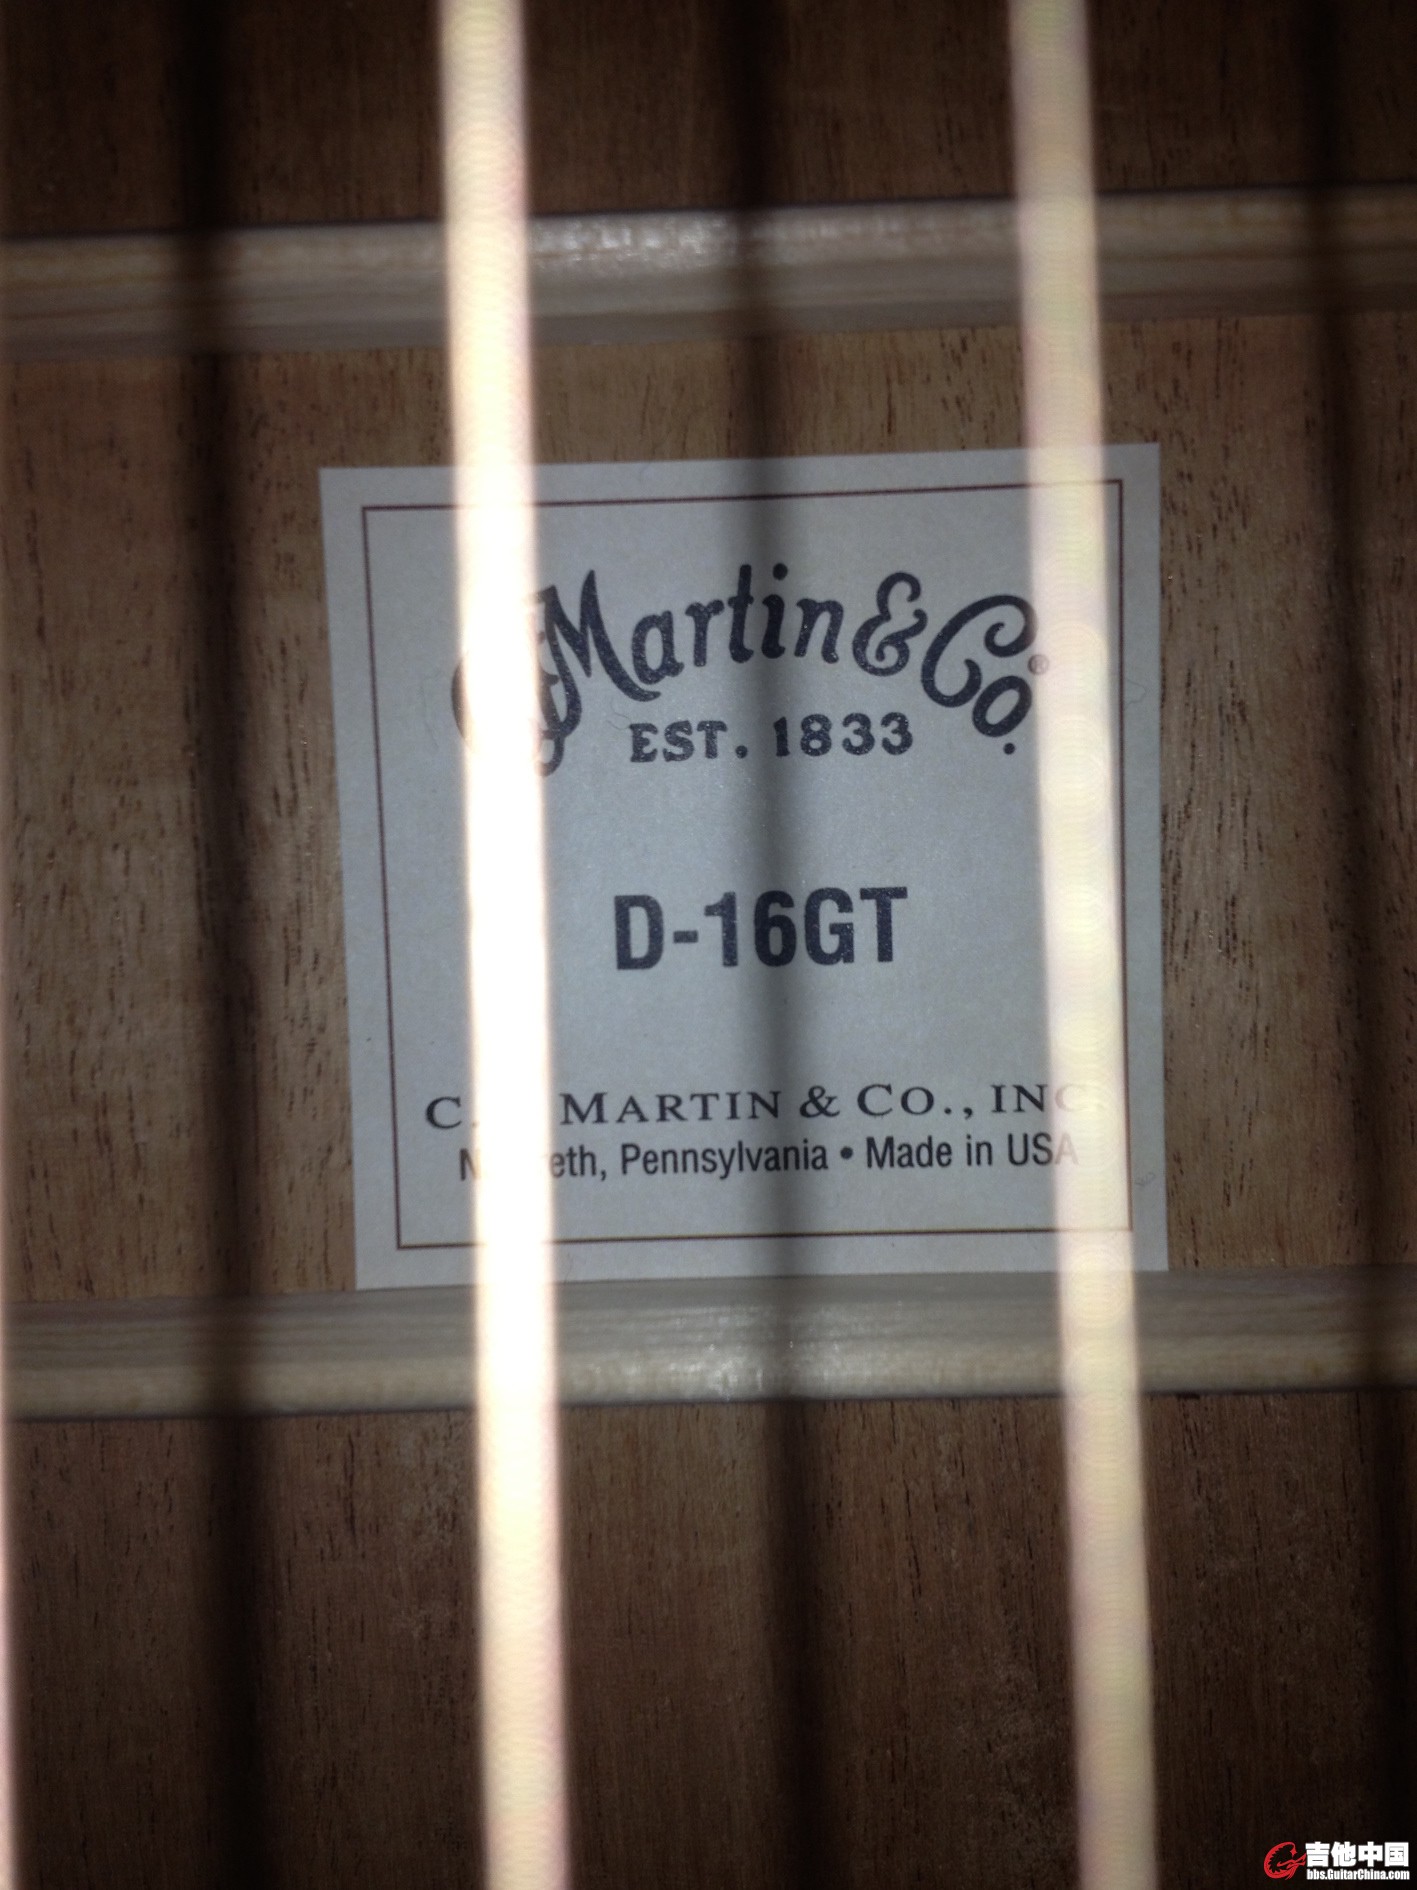 Martin & Co.®
EST. 1833
D-16GT
MARTIN & CO., INC.
Pennsylvania • Made in USA
吉他中国
bbs.GuitarChina.com